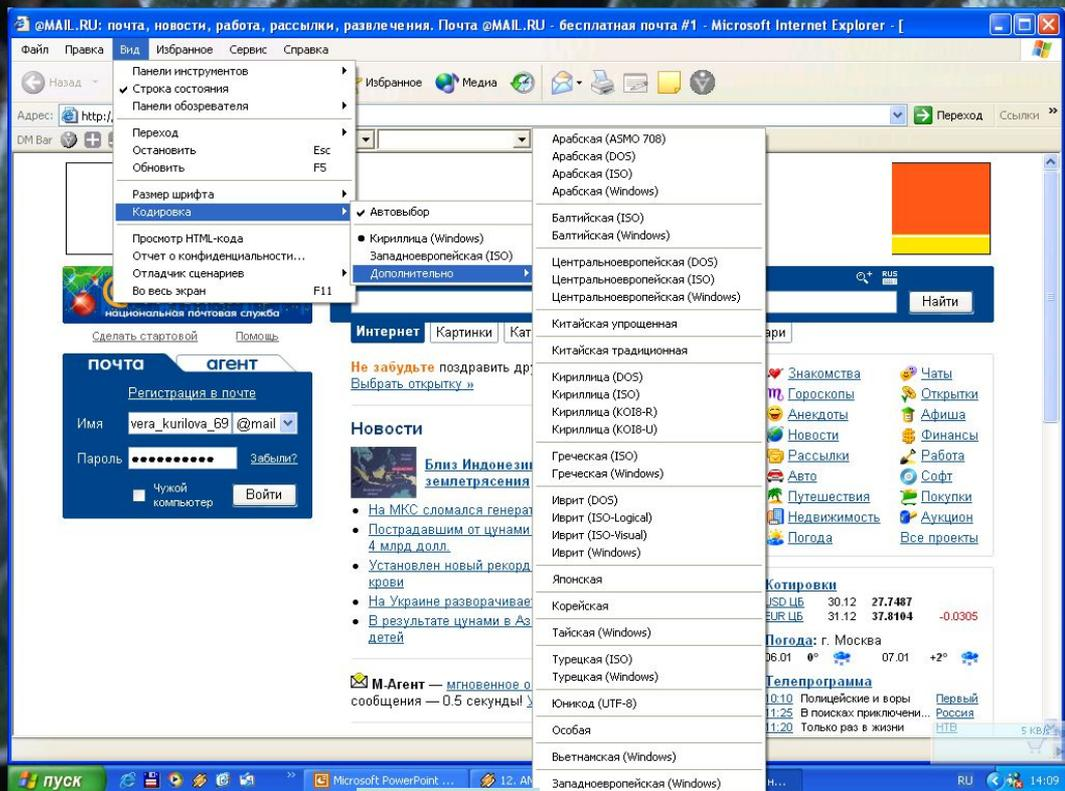 @MAIL.RU: почта, новости, работа, рассылки, развлечения. Почта @MAIL.RU - бесплатная почта #1 - Microsoft Internet Explorer - [
Файл Правка Вид Избранное Сервис Справка
Назад Избранное Медиа
Адрес: http:/ Переход Ссылки »
DM Bar
Панели инструментов
Строка состояния
Панели обозревателя
Переход
Остановить Esc
Обновить F5
Размер шрифта
Кодировка
Просмотр HTML-кода
Отчет о конфиденциальности...
Отладчик сценариев
Во весь экран F11
Автовыбор
Кириллица (Windows)
Западноевропейская (ISO)
Дополнительно
Арабская (ASMO 708)
Арабская (DOS)
Арабская (ISO)
Арабская (Windows)
Балтийская (ISO)
Балтийская (Windows)
Центральноевропейская (DOS)
Центральноевропейская (ISO)
Центральноевропейская (Windows)
Китайская упрощенная
Китайская традиционная
Кириллица (DOS)
Кириллица (ISO)
Кириллица (KOI8-R)
Кириллица (KOI8-U)
Греческая (ISO)
Греческая (Windows)
Иврит (DOS)
Иврит (ISO-Logical)
Иврит (ISO-Visual)
Иврит (Windows)
Японская
Корейская
Тайская (Windows)
Турецкая (ISO)
Турецкая (Windows)
Юникод (UTF-8)
Особая
Вьетнамская (Windows)
Западноевропейская (Windows)
национальная почтовая служба
Сделать стартовой Помощь
почта агент
Регистрация в почте
Имя vera_kurilova_69 @mail
Пароль •••••••••• Забыли?
Чужой
компьютер Войти
RUS
Найти
Интернет Картинки Кат ари
Не забудьте поздравить дру
Выбрать открытку »
Новости
Близ Индонезии
землетрясения
На МКС сломался генерат
Пострадавшим от цунами
4 млрд долл.
Установлен новый рекорд
крови
На Украине разворачивае
В результате цунами в Аз
детей
М-Агент — мгновенное о
сообщение — 0.5 секунды! У
Знакомства Чаты
Гороскопы Открытки
Анекдоты Афиша
Новости Финансы
Рассылки Работа
Авто Софт
Путешествия Покупки
Недвижимость Аукцион
Погода Все проекты
Котировки
USD ЦБ 30.12 27.7487
EUR ЦБ 31.12 37.8104 -0.0305
Погода: г. Москва
06.01 0° 07.01 +2°
Телепрограмма
10:10 Полицейские и воры Первый
11:25 В поисках приключени... Россия
11:20 Только раз в жизни НТВ
5 KB/s
пуск » Microsoft PowerPoint ... 12. АН н... RU 14:09